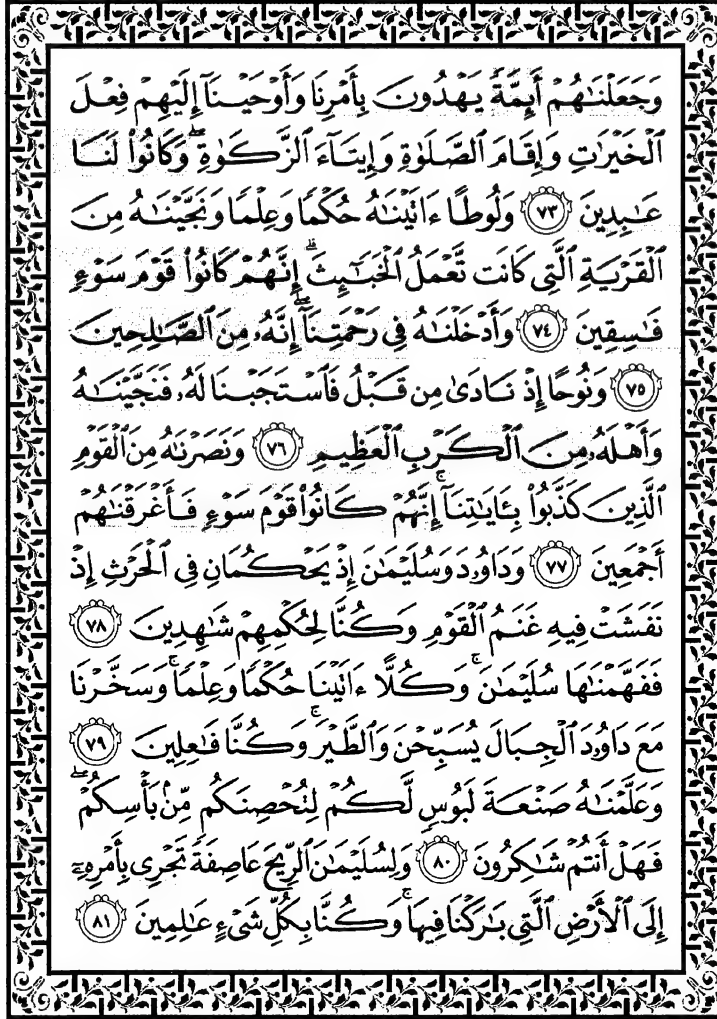 وَجَعَلْنَٰهُمْ أَئِمَّةً يَهْدُونَ بِأَمْرِنَا وَأَوْحَيْنَآ إِلَيْهِمْ فِعْلَ
ٱلْخَيْرَٰتِ وَإِقَامَ ٱلصَّلَوٰةِ وَإِيتَآءَ ٱلزَّكَوٰةِ ۖ وَكَانُوا۟ لَنَا
عَٰبِدِينَ ٧٣ وَلُوطًا ءَاتَيْنَٰهُ حُكْمًا وَعِلْمًا وَنَجَّيْنَٰهُ مِنَ
ٱلْقَرْيَةِ ٱلَّتِى كَانَت تَّعْمَلُ ٱلْخَبَٰٓئِثَ ۗ إِنَّهُمْ كَانُوا۟ قَوْمَ سَوْءٍ
فَٰسِقِينَ ٧٤ وَأَدْخَلْنَٰهُ فِى رَحْمَتِنَآ ۖ إِنَّهُۥ مِنَ ٱلصَّٰلِحِينَ
٧٥ وَنُوحًا إِذْ نَادَىٰ مِن قَبْلُ فَٱسْتَجَبْنَا لَهُۥ فَنَجَّيْنَٰهُ
وَأَهْلَهُۥ مِنَ ٱلْكَرْبِ ٱلْعَظِيمِ ٧٦ وَنَصَرْنَٰهُ مِنَ ٱلْقَوْمِ
ٱلَّذِينَ كَذَّبُوا۟ بِـَٔايَٰتِنَآ ۚ إِنَّهُمْ كَانُوا۟ قَوْمَ سَوْءٍ فَأَغْرَقْنَٰهُمْ
أَجْمَعِينَ ٧٧ وَدَاوُۥدَ وَسُلَيْمَٰنَ إِذْ يَحْكُمَانِ فِى ٱلْحَرْثِ إِذْ
نَفَشَتْ فِيهِ غَنَمُ ٱلْقَوْمِ وَكُنَّا لِحُكْمِهِمْ شَٰهِدِينَ ٧٨
فَفَهَّمْنَٰهَا سُلَيْمَٰنَ ۚ وَكُلًّا ءَاتَيْنَا حُكْمًا وَعِلْمًا ۚ وَسَخَّرْنَا
مَعَ دَاوُۥدَ ٱلْجِبَالَ يُسَبِّحْنَ وَٱلطَّيْرَ ۚ وَكُنَّا فَٰعِلِينَ ٧٩
وَعَلَّمْنَٰهُ صَنْعَةَ لَبُوسٍ لَّكُمْ لِتُحْصِنَكُم مِّنۢ بَأْسِكُمْ ۖ
فَهَلْ أَنتُمْ شَٰكِرُونَ ٨٠ وَلِسُلَيْمَٰنَ ٱلرِّيحَ عَاصِفَةً تَجْرِى بِأَمْرِهِۦٓ
إِلَى ٱلْأَرْضِ ٱلَّتِى بَٰرَكْنَا فِيهَا ۚ وَكُنَّا بِكُلِّ شَىْءٍ عَٰلِمِينَ ٨١